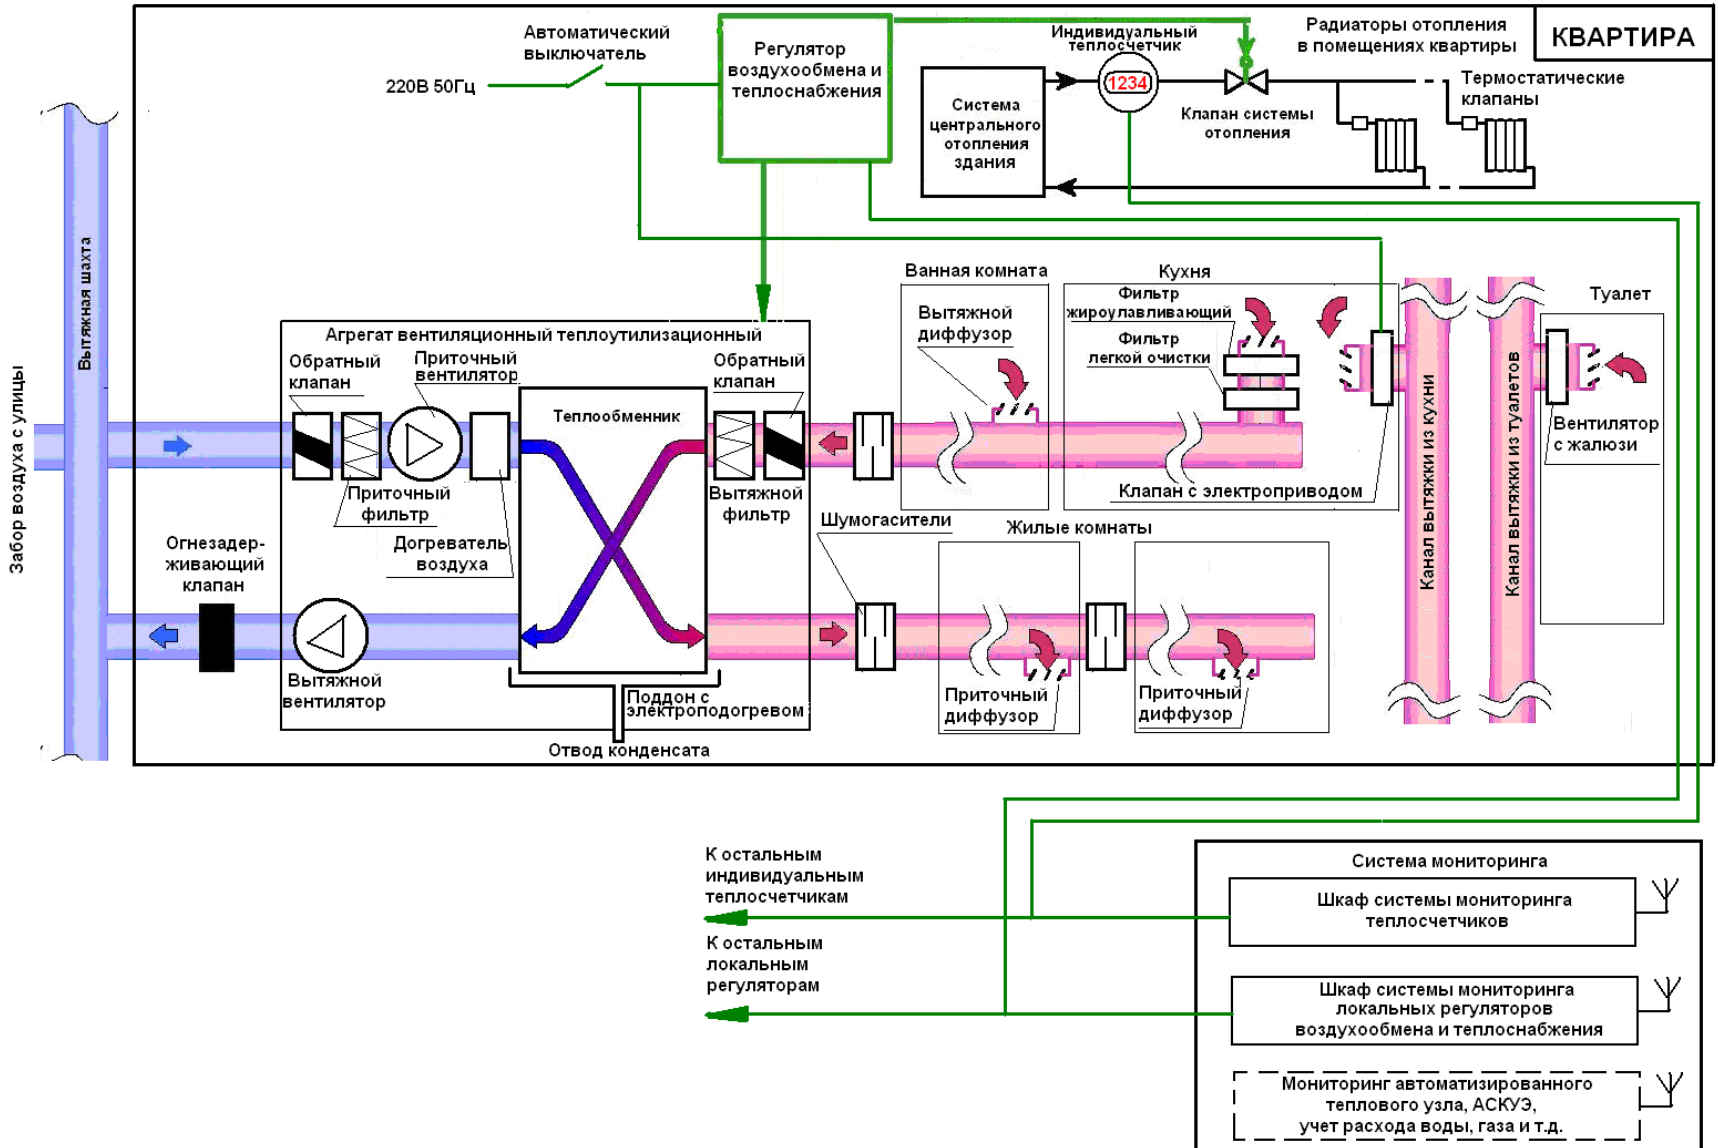 КВАРТИРА
Автоматический
выключатель
220В 50Гц
Регулятор
воздухообмена и
теплоснабжения
Индивидуальный
теплосчетчик
1234
Радиаторы отопления
в помещениях квартиры
Термостатические
клапаны
Клапан системы
отопления
Система
центрального
отопления
здания
Забор воздуха с улицы
Вытяжная шахта
Агрегат вентиляционный теплоутилизационный
Обратный
клапан
Приточный
вентилятор
Обратный
клапан
Теплообменник
Приточный
фильтр
Догреватель
воздуха
Вытяжной
фильтр
Огнезадер-
живающий
клапан
Вытяжной
вентилятор
Поддон с
электроподогревом
Отвод конденсата
Ванная комната
Вытяжной
диффузор
Кухня
Фильтр
жироулавливающий
Фильтр
легкой очистки
Клапан с электроприводом
Шумогасители
Жилые комнаты
Приточный
диффузор
Приточный
диффузор
Канал вытяжки из кухни
Канал вытяжки из туалетов
Туалет
Вентилятор
с жалюзи
К остальным
индивидуальным
теплосчетчикам
К остальным
локальным
регуляторам
Система мониторинга
Шкаф системы мониторинга
теплосчетчиков
Шкаф системы мониторинга
локальных регуляторов
воздухообмена и теплоснабжения
Мониторинг автоматизированного
теплового узла, АСКУЭ,
учет расхода воды, газа и т.д.